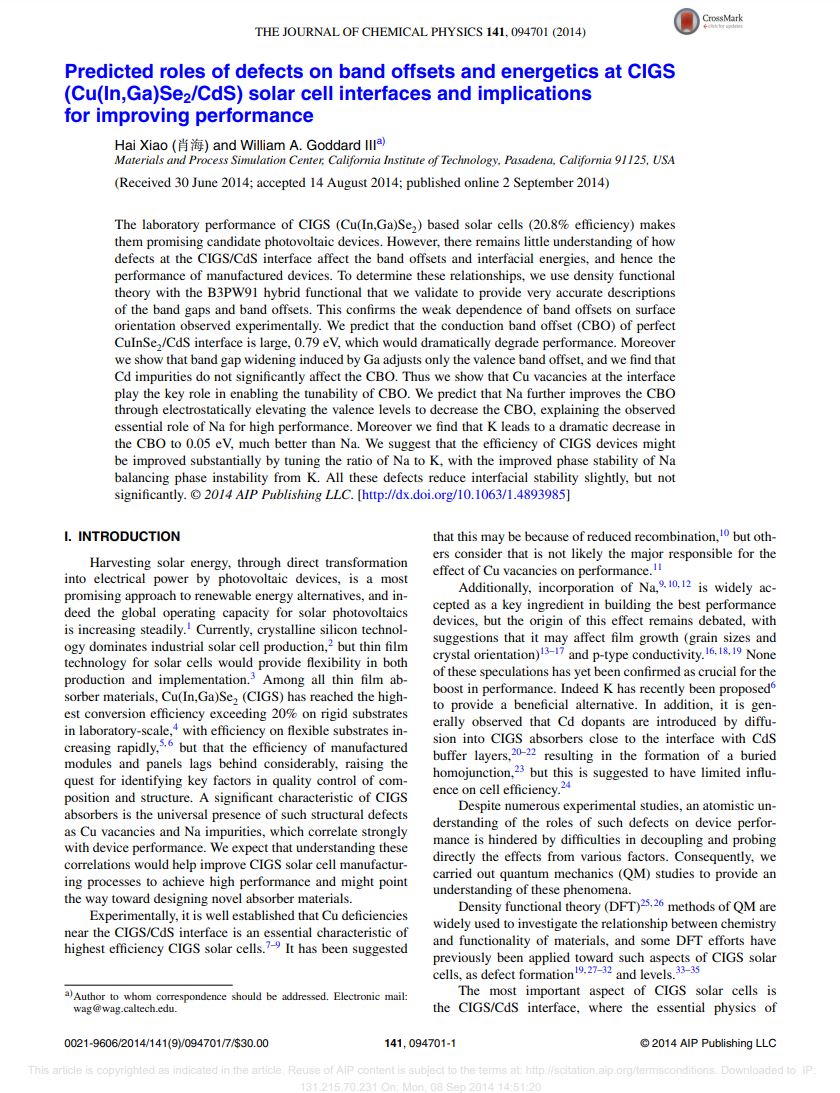 THE JOURNAL OF CHEMICAL PHYSICS 141, 094701 (2014)
CrossMark
click for updates
Predicted roles of defects on band offsets and energetics at CIGS
(Cu(In,Ga)Se2/CdS) solar cell interfaces and implications
for improving performance
Hai Xiao (肖海) and William A. Goddard IIIa)
Materials and Process Simulation Center, California Institute of Technology, Pasadena, California 91125, USA
(Received 30 June 2014; accepted 14 August 2014; published online 2 September 2014)
The laboratory performance of CIGS (Cu(In,Ga)Se2) based solar cells (20.8% efficiency) makes
them promising candidate photovoltaic devices. However, there remains little understanding of how
defects at the CIGS/CdS interface affect the band offsets and interfacial energies, and hence the
performance of manufactured devices. To determine these relationships, we use density functional
theory with the B3PW91 hybrid functional that we validate to provide very accurate descriptions
of the band gaps and band offsets. This confirms the weak dependence of band offsets on surface
orientation observed experimentally. We predict that the conduction band offset (CBO) of perfect
CuInSe2/CdS interface is large, 0.79 eV, which would dramatically degrade performance. Moreover
we show that band gap widening induced by Ga adjusts only the valence band offset, and we find that
Cd impurities do not significantly affect the CBO. Thus we show that Cu vacancies at the interface
play the key role in enabling the tunability of CBO. We predict that Na further improves the CBO
through electrostatically elevating the valence levels to decrease the CBO, explaining the observed
essential role of Na for high performance. Moreover we find that K leads to a dramatic decrease in
the CBO to 0.05 eV, much better than Na. We suggest that the efficiency of CIGS devices might
be improved substantially by tuning the ratio of Na to K, with the improved phase stability of Na
balancing phase instability from K. All these defects reduce interfacial stability slightly, but not
significantly. © 2014 AIP Publishing LLC. [http://dx.doi.org/10.1063/1.4893985]
I. INTRODUCTION
Harvesting solar energy, through direct transformation
into electrical power by photovoltaic devices, is a most
promising approach to renewable energy alternatives, and in-
deed the global operating capacity for solar photovoltaics
is increasing steadily.1 Currently, crystalline silicon technol-
ogy dominates industrial solar cell production,2 but thin film
technology for solar cells would provide flexibility in both
production and implementation.3 Among all thin film ab-
sorber materials, Cu(In,Ga)Se2 (CIGS) has reached the high-
est conversion efficiency exceeding 20% on rigid substrates
in laboratory-scale,4 with efficiency on flexible substrates in-
creasing rapidly,5,6 but that the efficiency of manufactured
modules and panels lags behind considerably, raising the
quest for identifying key factors in quality control of com-
position and structure. A significant characteristic of CIGS
absorbers is the universal presence of such structural defects
as Cu vacancies and Na impurities, which correlate strongly
with device performance. We expect that understanding these
correlations would help improve CIGS solar cell manufactur-
ing processes to achieve high performance and might point
the way toward designing novel absorber materials.
Experimentally, it is well established that Cu deficiencies
near the CIGS/CdS interface is an essential characteristic of
highest efficiency CIGS solar cells.7–9 It has been suggested
a)Author to whom correspondence should be addressed. Electronic mail:
wag@wag.caltech.edu.
that this may be because of reduced recombination,10 but oth-
ers consider that is not likely the major responsible for the
effect of Cu vacancies on performance.11
Additionally, incorporation of Na,9,10,12 is widely ac-
cepted as a key ingredient in building the best performance
devices, but the origin of this effect remains debated, with
suggestions that it may affect film growth (grain sizes and
crystal orientation)13–17 and p-type conductivity.16,18,19 None
of these speculations has yet been confirmed as crucial for the
boost in performance. Indeed K has recently been proposed6
to provide a beneficial alternative. In addition, it is gen-
erally observed that Cd dopants are introduced by diffu-
sion into CIGS absorbers close to the interface with CdS
buffer layers,20–22 resulting in the formation of a buried
homojunction,23 but this is suggested to have limited influ-
ence on cell efficiency.24
Despite numerous experimental studies, an atomistic un-
derstanding of the roles of such defects on device perfor-
mance is hindered by difficulties in decoupling and probing
directly the effects from various factors. Consequently, we
carried out quantum mechanics (QM) studies to provide an
understanding of these phenomena.
Density functional theory (DFT)25,26 methods of QM are
widely used to investigate the relationship between chemistry
and functionality of materials, and some DFT efforts have
previously been applied toward such aspects of CIGS solar
cells, as defect formation19,27–32 and levels.33–35
The most important aspect of CIGS solar cells is
the CIGS/CdS interface, where the essential physics of
0021-9606/2014/141(9)/094701/7/$30.00
141, 094701-1
© 2014 AIP Publishing LLC
This article is copyrighted as indicated in the article. Reuse of AIP content is subject to the terms at: http://scitation.aip.org/termsconditions. Downloaded to IP:
131.215.70.231 On: Mon, 08 Sep 2014 14:51:20